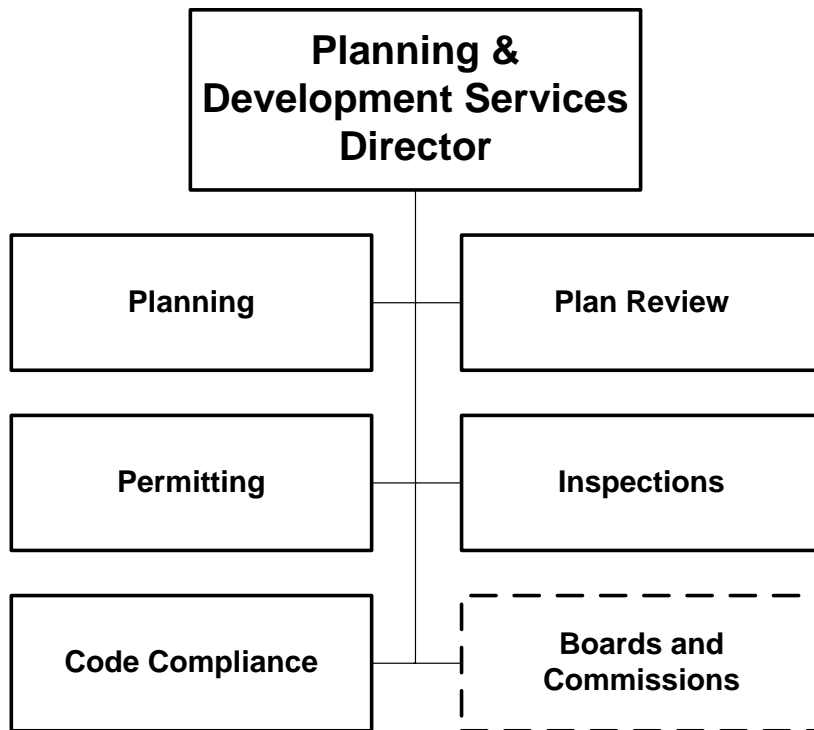 Planning &
Development Services
Director
Planning
Plan Review
Permitting
Inspections
Code Compliance
Boards and
Commissions